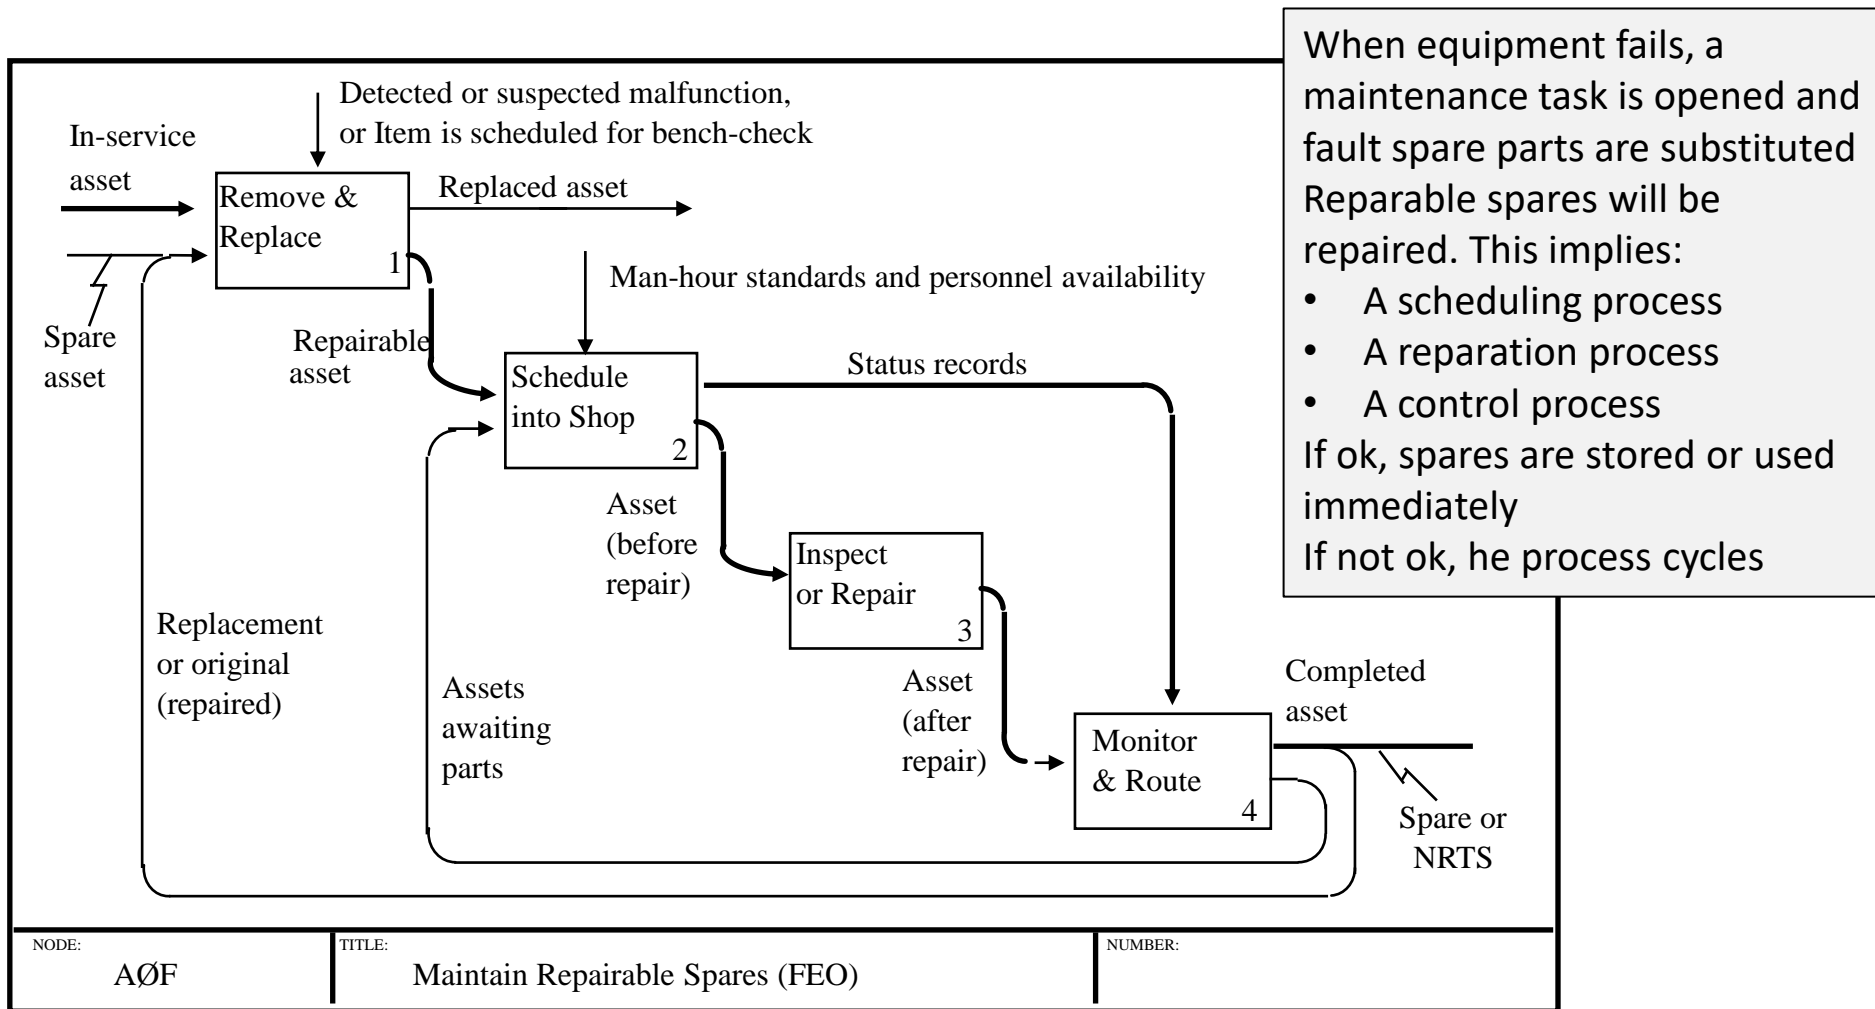 When equipment fails, a
maintenance task is opened and
fault spare parts are substituted
Reparable spares will be
repaired. This implies:
• A scheduling process
• A reparation process
• A control process
If ok, spares are stored or used
immediately
If not ok, he process cycles
Detected or suspected malfunction,
or Item is scheduled for bench-check
In-service
asset
Remove &
Replace
1
Replaced asset
Spare
asset
Man-hour standards and personnel availability
Repairable
asset
Schedule
into Shop
2
Status records
Asset
(before
repair)
Inspect
or Repair
3
Replacement
or original
(repaired)
Assets
awaiting
parts
Asset
(after
repair)
Monitor
& Route
4
Completed
asset
Spare or
NRTS
NODE:
AØF
TITLE:
Maintain Repairable Spares (FEO)
NUMBER: